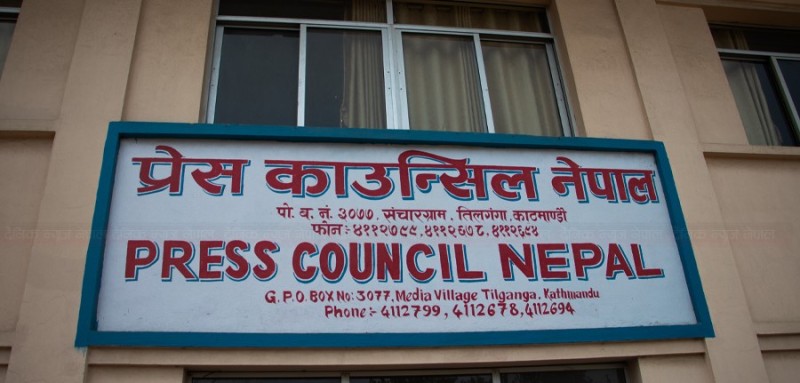 प्रेस काउन्सिल नेपाल
पो. ब. नं. ३०७७. संचारग्राम. तिलगंगा, काठमाण्डौं
फोन:- ४११२७९९,४११२६७८, ४११२६९४
PRESS COUNCIL NEPAL
G.P.O. BOX No: 3077, Media Village Tilganga. Kathmandu
Phone:- 4112799, 4112678, 4112694